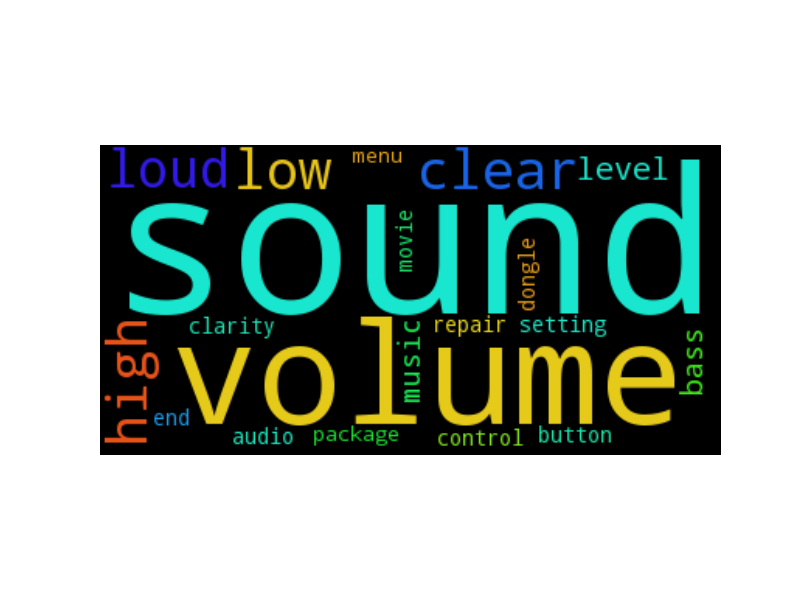 loud low menu clear level
sound
movie
dongle
clarity repair setting
high
volume
music
bass
end
audio package control button